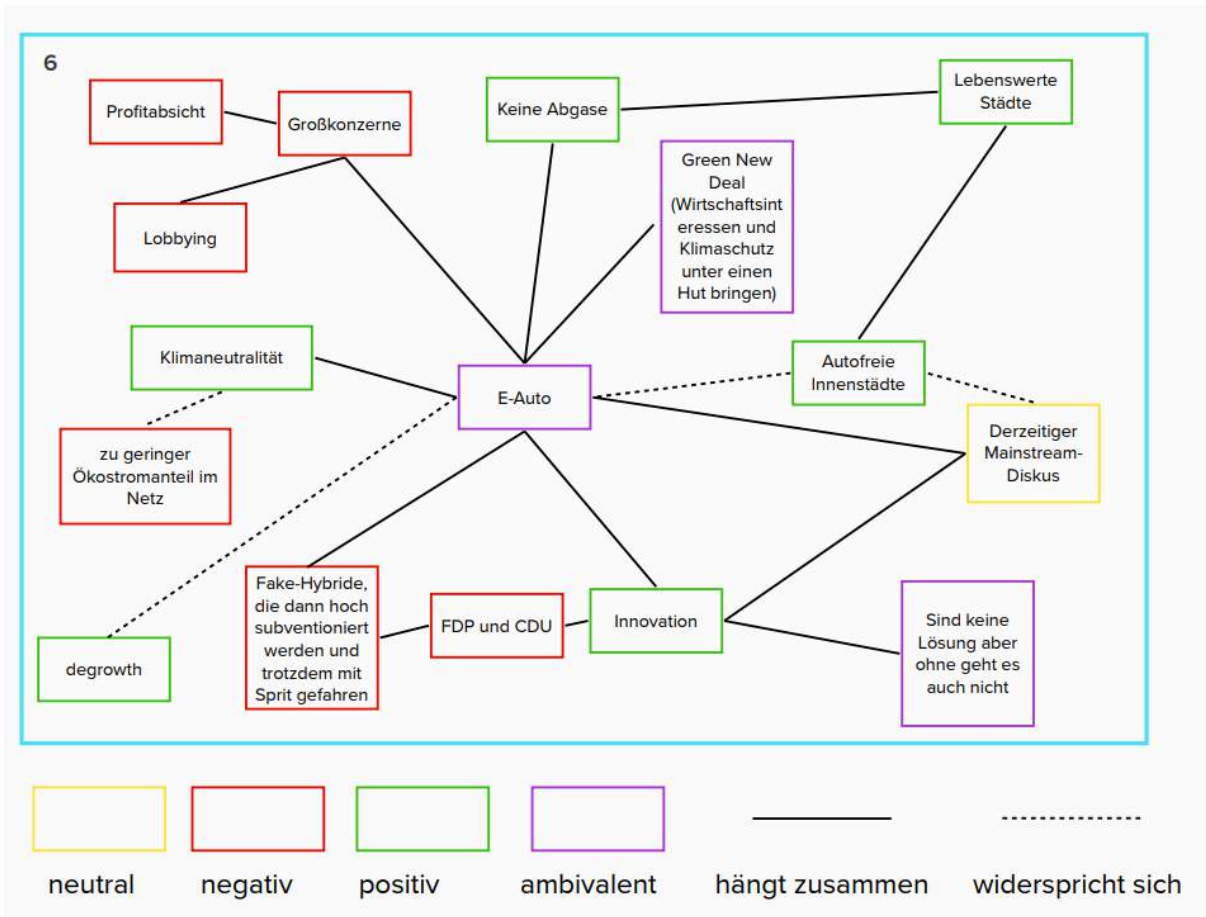 6
Profitabsicht
Großkonzerne
Keine Abgase
Lebenswerte
Städte
Lobbying
Green New
Deal
(Wirtschaftsint
eressen und
Klimaschutz
unter einen
Hut bringen)
Klimaneutralität
E-Auto
Autofreie
Innenstädte
zu geringer
Ökostromanteil im
Netz
Derzeitiger
Mainstream-
Diskus
degrowth
Fake-Hybride,
die dann hoch
subventioniert
werden und
trotzdem mit
Sprit gefahren
FDP und CDU
Innovation
Sind keine
Lösung aber
ohne geht es
auch nicht
neutral
negativ
positiv
ambivalent
hängt zusammen
widerspricht sich